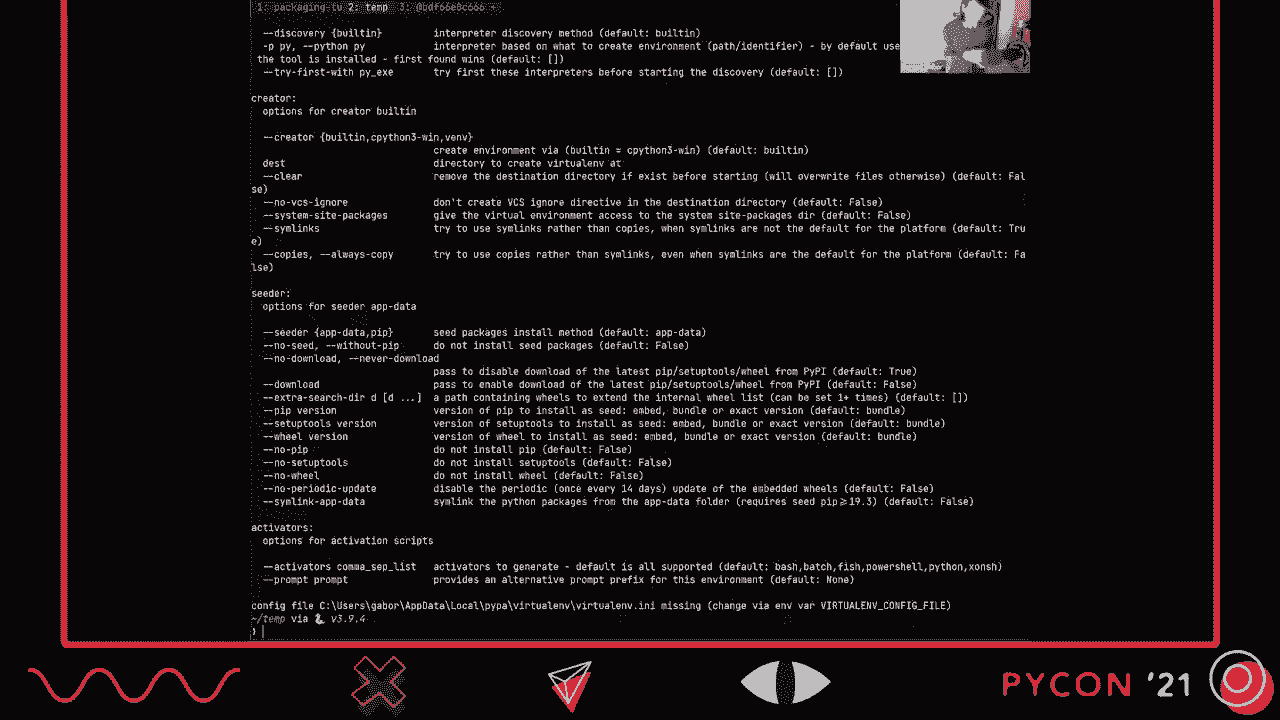 1. packaging-tu 2. temp 3.
--discovery {builtin}         interpreter discovery method (default: builtin)
-p py, --python py            interpreter based on what to create environment (path/identifier) - by default use
the tool is installed - first found wins (default: [])
--try-first-with py_exe       try first these interpreters before starting the discovery (default: [])
creator:
options for creator builtin
--creator {builtin,cpython3-win,venv}
create environment via (builtin = cpython3-win) (default: builtin)
dest                          directory to create virtualenv at
--clear                       remove the destination directory if exist before starting (will overwrite files otherwise) (default: Fal
se)
--no-vcs-ignore               don't create VCS ignore directive in the destination directory (default: False)
--system-site-packages        give the virtual environment access to the system site-packages dir (default: False)
--symlinks                    try to use symlinks rather than copies, when symlinks are not the default for the platform (default: Tru
e)
--copies, --always-copy       try to use copies rather than symlinks, even when symlinks are the default for the platform (default: Fa
lse)
seeder:
options for seeder app-data
--seeder {app-data,pip}       seed packages install method (default: app-data)
--no-seed, --without-pip      do not install seed packages (default: False)
--no-download, --never-download
pass to disable download of the latest pip/setuptools/wheel from PyPI (default: True)
--download                    pass to enable download of the latest pip/setuptools/wheel from PyPI (default: False)
--extra-search-dir d [d ...]  a path containing wheels to extend the internal wheel list (can be set 1+ times) (default: [])
--pip version                 version of pip to install as seed: embed, bundle or exact version (default: bundle)
--setuptools version          version of setuptools to install as seed: embed, bundle or exact version (default: bundle)
--wheel version               version of wheel to install as seed: embed, bundle or exact version (default: bundle)
--no-pip                      do not install pip (default: False)
--no-setuptools               do not install setuptools (default: False)
--no-wheel                    do not install wheel (default: False)
--no-periodic-update          disable the periodic (once every 14 days) update of the embedded wheels (default: False)
--symlink-app-data            symlink the python packages from the app-data folder (requires seed pip>=19.3) (default: False)
activators:
options for activation scripts
--activators comma_sep_list   activators to generate - default is all supported (default: bash,batch,fish,powershell,python,xonsh)
--prompt prompt               provides an alternative prompt prefix for this environment (default: None)
config file C:\Users\gabor\AppData\Local\pypa\virtualenv\virtualenv.ini missing (change via env var VIRTUALENV_CONFIG_FILE)
~/temp via 🐍 v3.9.4
❯
PYCON '21